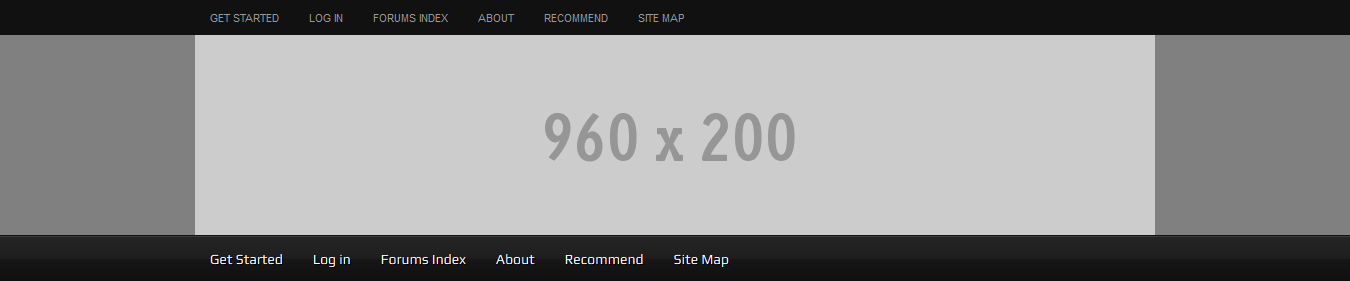 GET STARTED LOG IN FORUMS INDEX ABOUT RECOMMEND SITE MAP
960 x 200
Get Started Log in Forums Index About Recommend Site Map